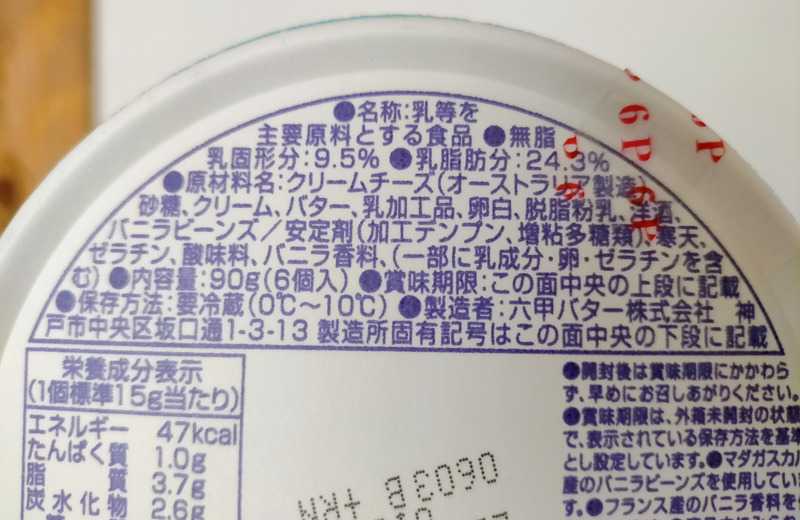 ●名称:乳等を
主要原料とする食品 ●無脂
乳固形分:9.5% ●乳脂肪分:24.3%
●原材料名:クリームチーズ(オーストラリア製造)、
砂糖、クリーム、バター、乳加工品、卵白、脱脂粉乳、洋酒、
バニラビーンズ/安定剤(加工デンプン、増粘多糖類)、寒天、
ゼラチン、酸味料、バニラ香料、(一部に乳成分・卵・ゼラチンを含
む) ●内容量:90g(6個入) ●賞味期限:この面中央の上段に記載
●保存方法:要冷蔵(0℃〜10℃) ●製造者:六甲バター株式会社 神
戸市中央区坂口通1-3-13 製造所固有記号はこの面中央の下段に記載
栄養成分表示
(1個標準15g当たり)
エネルギー 47kcal
たんぱく質 1.0g
脂質 3.7g
炭水化物 2.6g
●開封後は賞味期限にかかわら
ず、早めにお召しあがりください。
●賞味期限は、外箱未開封の状態
で、表示されている保存方法を基準
とし設定しています。●マダガスカル
産のバニラビーンズを使用してい
す。●フランス産のバニラ香料を
6P
6P